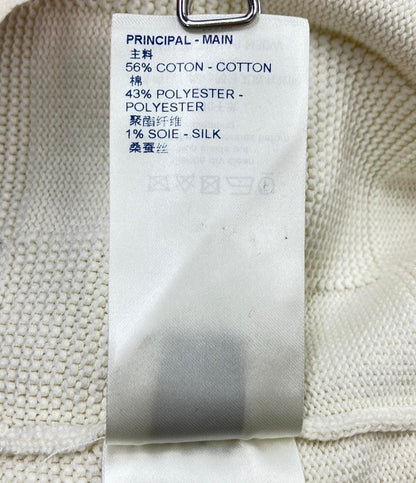 PRINCIPAL - MAIN
主料
56% COTON - COTTON
棉
43% POLYESTER -
POLYESTER
聚酯纤维
1% SOIE - SILK
桑蚕丝